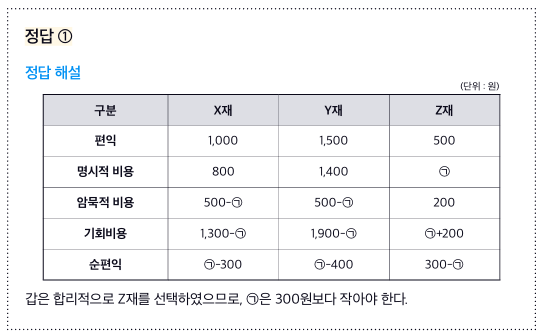 정답 ①
정답 해설
(단위 : 원)
구분 X재 Y재 Z재
편익 1,000 1,500 500
명시적 비용 800 1,400 ㉠
암묵적 비용 500-㉠ 500-㉠ 200
기회비용 1,300-㉠ 1,900-㉠ ㉠+200
순편익 ㉠-300 ㉠-400 300-㉠
갑은 합리적으로 Z재를 선택하였으므로, ㉠은 300원보다 작아야 한다.